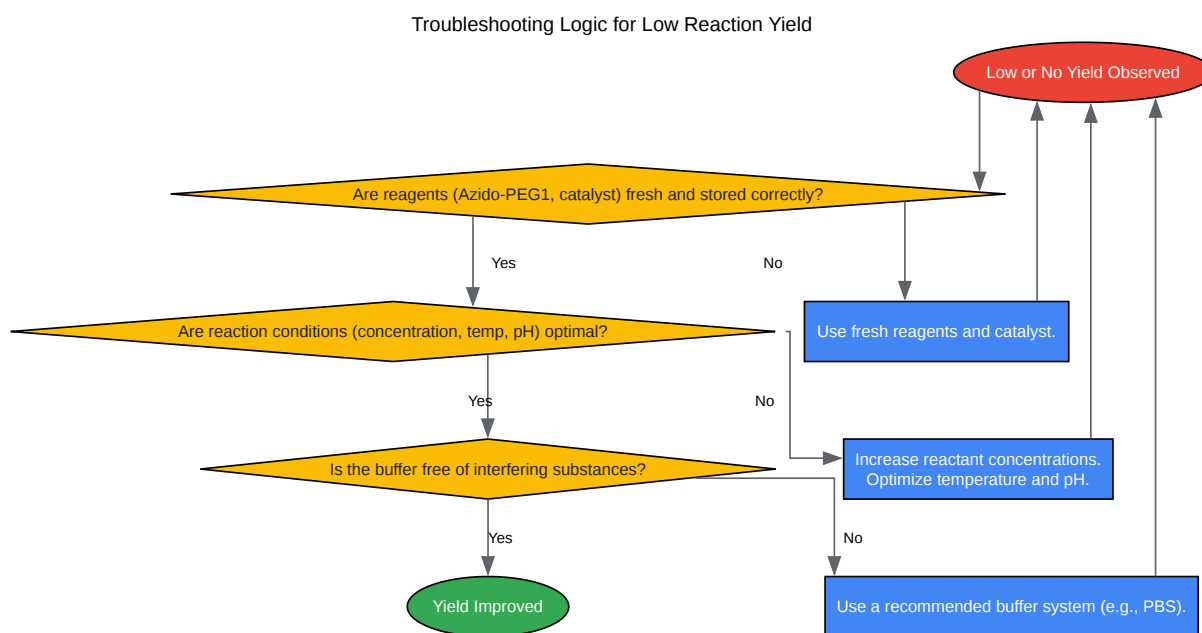 Troubleshooting Logic for Low Reaction Yield
Low or No Yield Observed
Are reagents (Azido-PEG1, catalyst) fresh and stored correctly?
Yes
No
Use fresh reagents and catalyst.
Are reaction conditions (concentration, temp, pH) optimal?
Yes
No
Increase reactant concentrations.
Optimize temperature and pH.
Is the buffer free of interfering substances?
Yes
No
Yield Improved
Use a recommended buffer system (e.g., PBS).